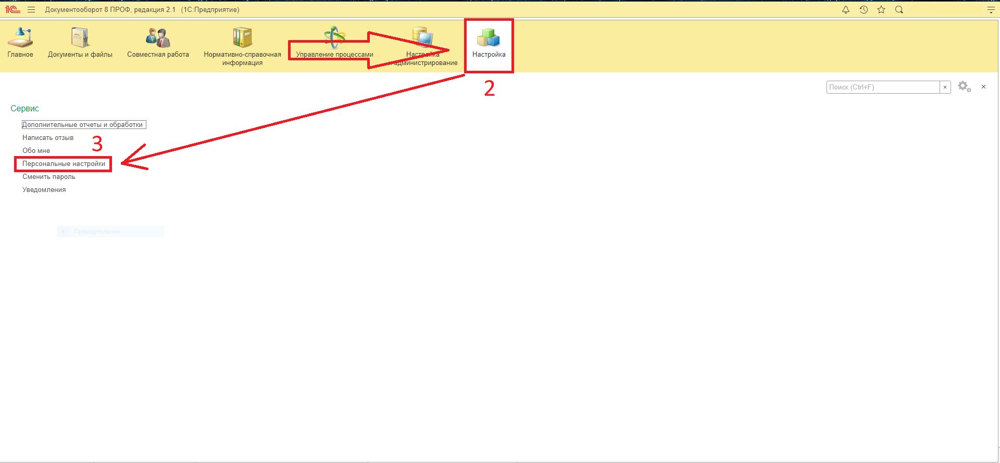 1С Документооборот 8 ПРОФ, редакция 2.1 (1С:Предприятие)
Главное
Документы и файлы
Совместная работа
Нормативно-справочная
информация
Управление процессами
Настройка
администрирование
Настройка
2
Поиск (Ctrl+F)
Сервис
Дополнительные отчеты и обработки
Написать отзыв
3
Обо мне
Персональные настройки
Сменить пароль
Уведомления
Прямоугольник